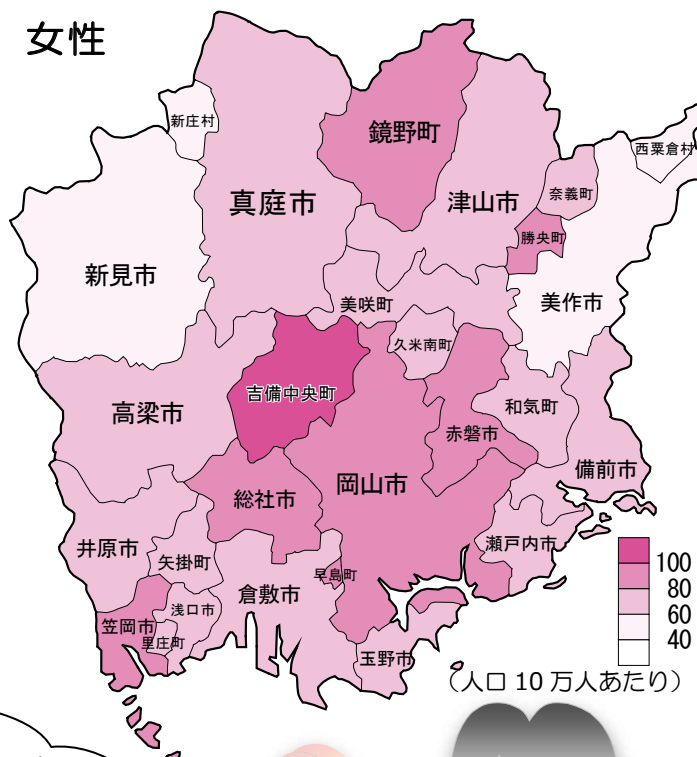 女性
新庄村
鏡野町
西粟倉村
奈義町
真庭市
津山市
勝央町
新見市
美作市
美咲町
久米南町
吉備中央町
高梁市
和気町
赤磐市
備前市
岡山市
総社市
井原市
瀬戸内市
矢掛町
早島町
倉敷市
浅口市
笠岡市
里庄町
玉野市
100
80
60
40
(人口 10 万人あたり)